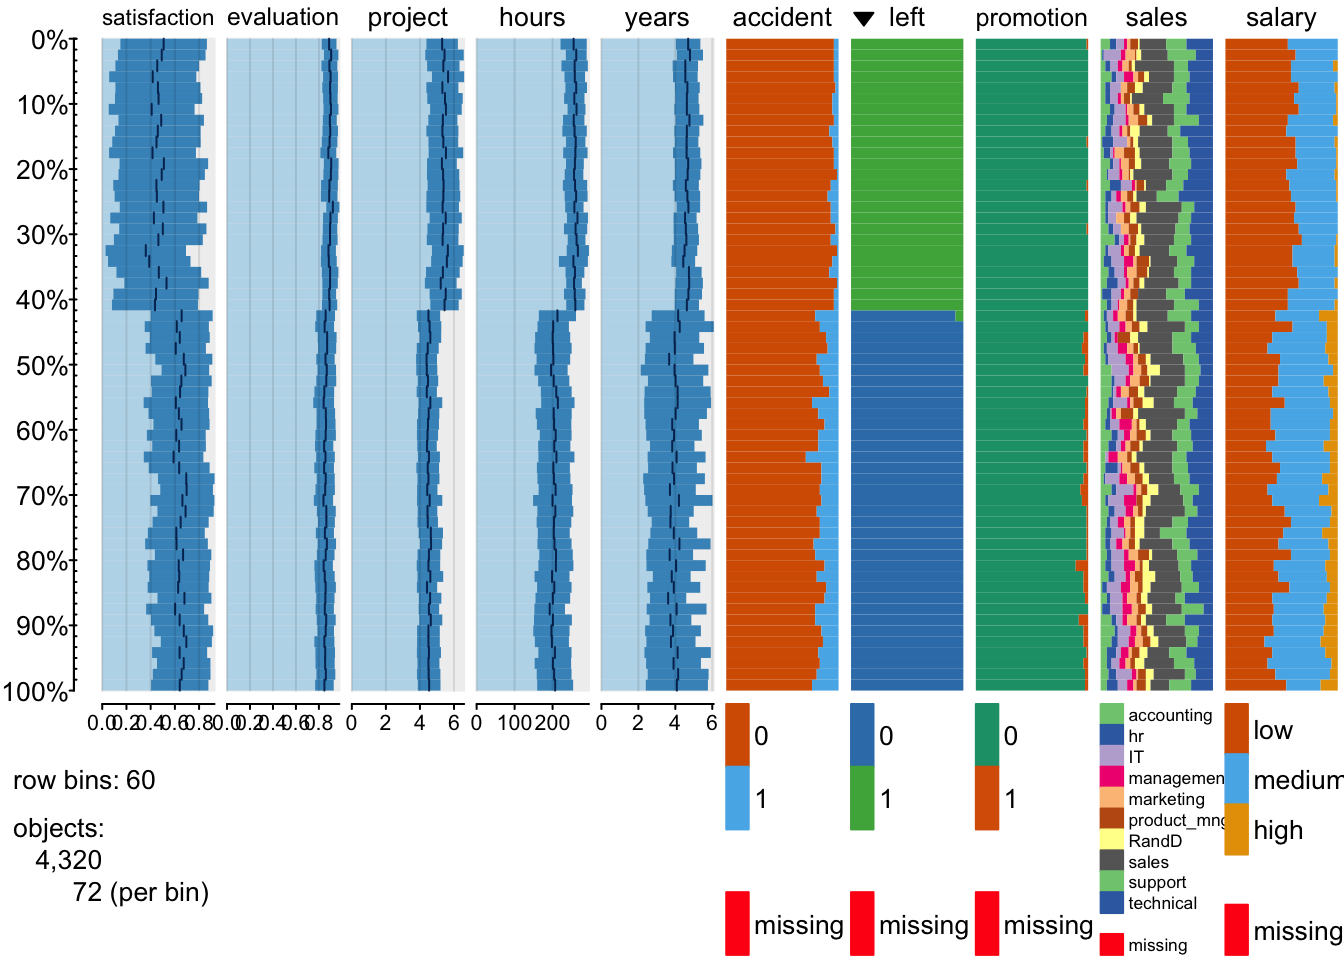 satisfaction evaluation project hours years accident left promotion sales salary
0%
10%
20%
30%
40%
50%
60%
70%
80%
90%
100%
0.0 0.2 0.4 0.6 0.8 0.0 0.2 0.4 0.6 0.8 0 2 4 6 0 100 200 0 2 4 6
0
1
missing
0
1
missing
0
1
missing
accounting
hr
IT
managemen
marketing
product_mng
RandD
sales
support
technical
missing
low
medium
high
missing
row bins: 60
objects:
4,320
72 (per bin)